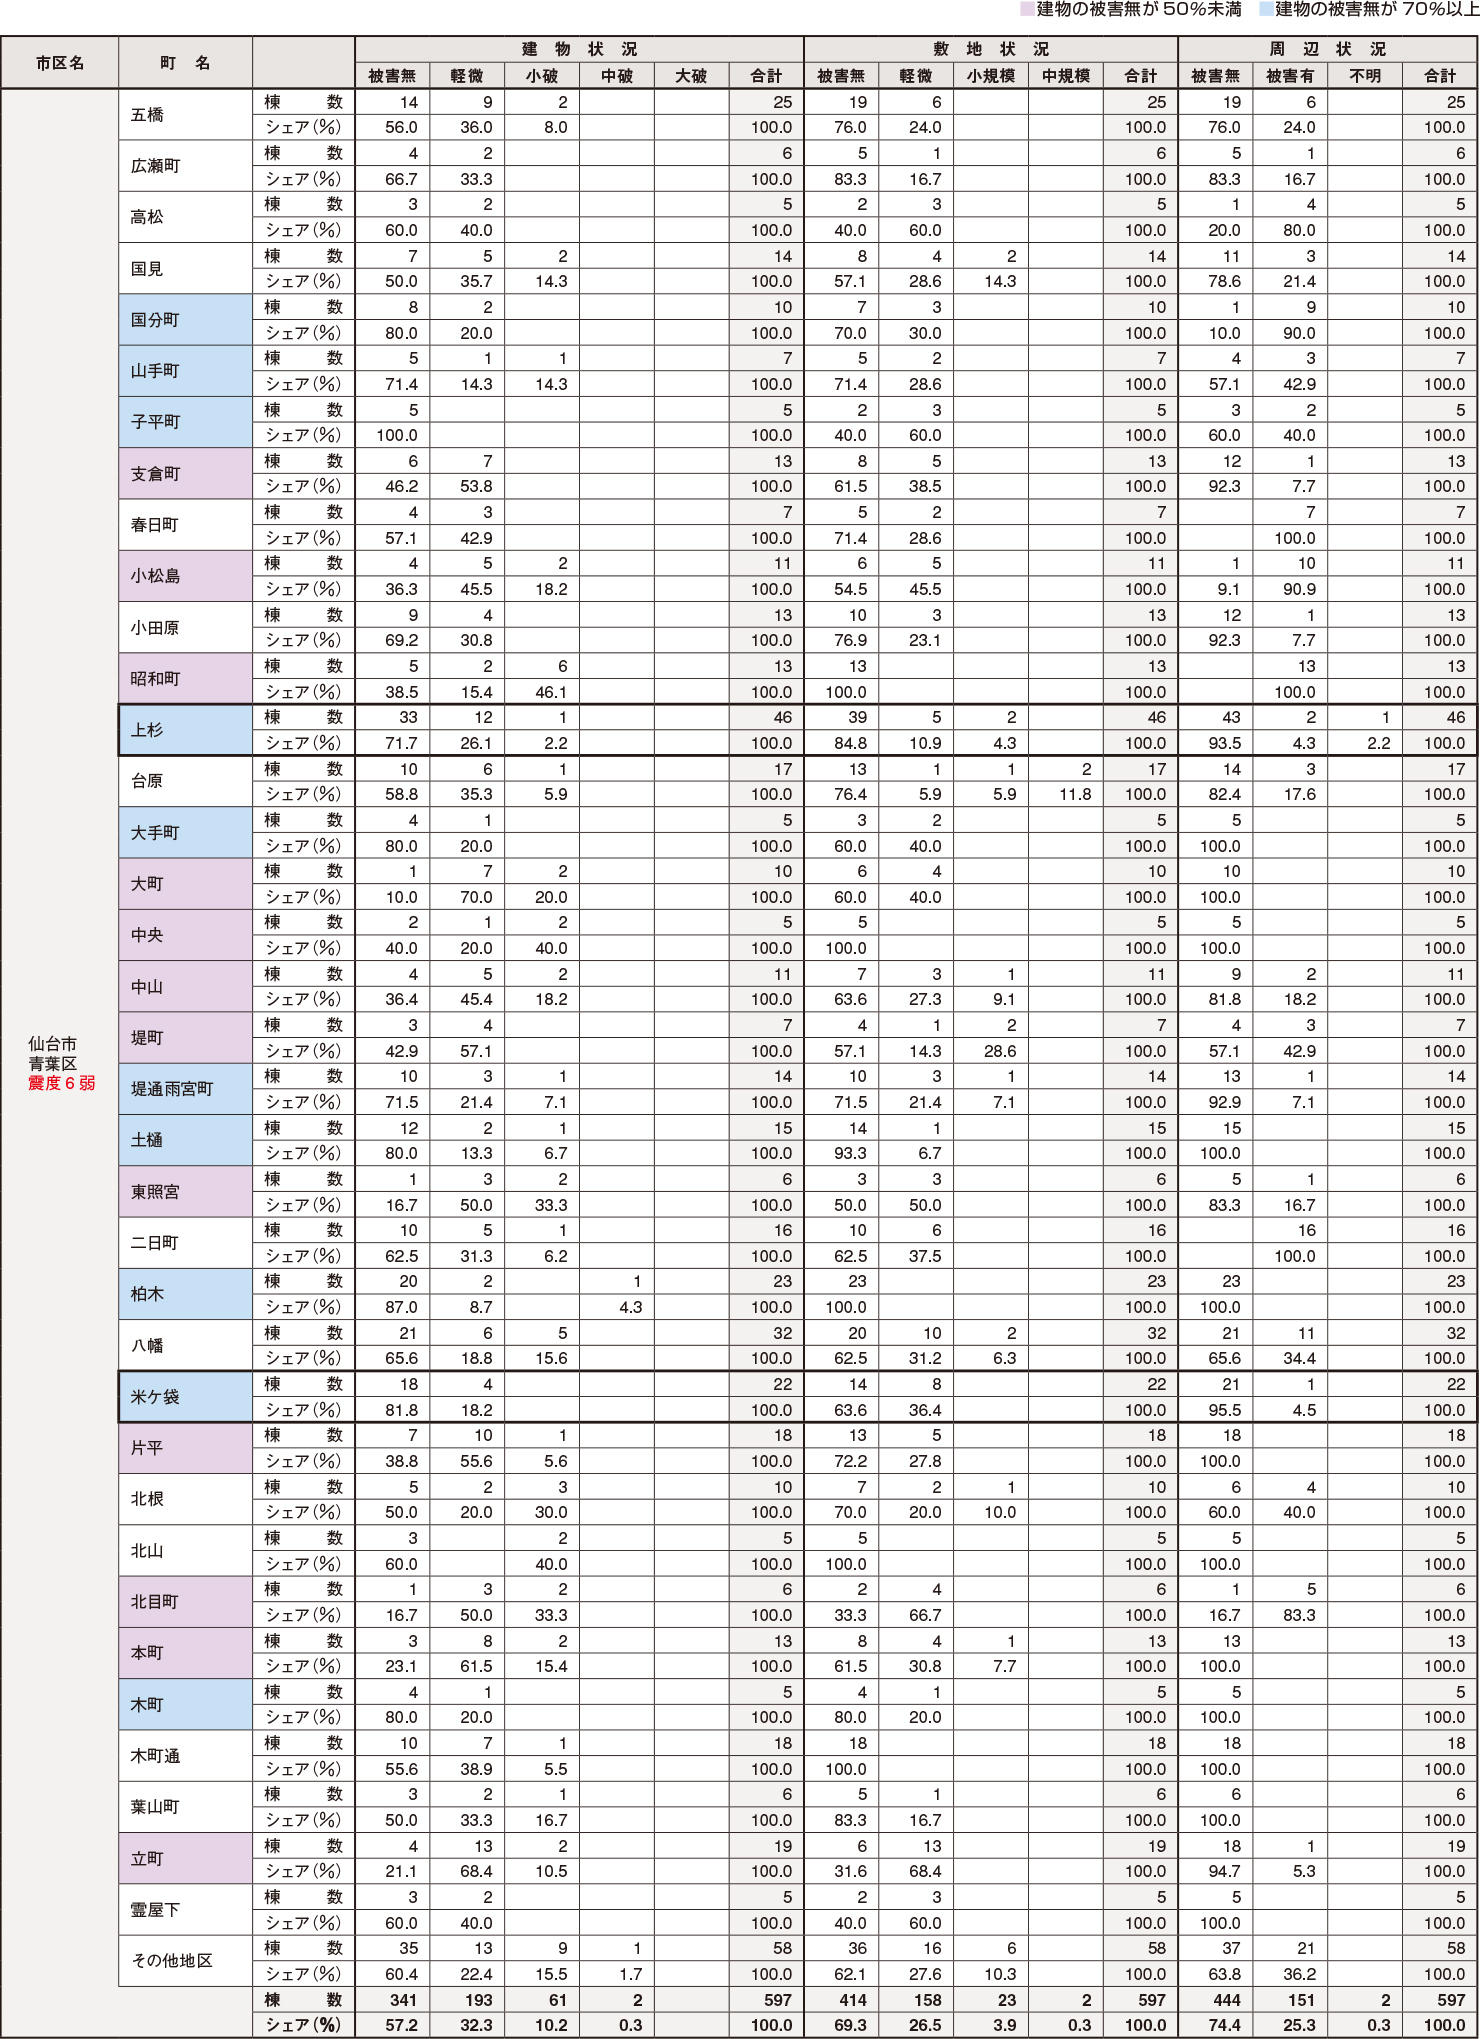 建物の被害無が 50％未満　建物の被害無が 70％以上
市区名 町　名 建　物　状　況 敷　地　状　況 周　辺　状　況
被害無 軽微 小破 中破 大破 合計 被害無 軽微 小規模 中規模 合計 被害無 被害有 不明 合計
五橋 棟　数 14 9 2 25 19 6 25 19 6 25
シェア（％） 56.0 36.0 8.0 100.0 76.0 24.0 100.0 76.0 24.0 100.0
広瀬町 棟　数 4 2 6 5 1 6 5 1 6
シェア（％） 66.7 33.3 100.0 83.3 16.7 100.0 83.3 16.7 100.0
高松 棟　数 3 2 5 2 3 5 1 4 5
シェア（％） 60.0 40.0 100.0 40.0 60.0 100.0 20.0 80.0 100.0
国見 棟　数 7 5 2 14 8 4 2 14 11 3 14
シェア（％） 50.0 35.7 14.3 100.0 57.1 28.6 14.3 100.0 78.6 21.4 100.0
国分町 棟　数 8 2 10 7 3 10 1 9 10
シェア（％） 80.0 20.0 100.0 70.0 30.0 100.0 10.0 90.0 100.0
山手町 棟　数 5 1 1 7 5 2 7 4 3 7
シェア（％） 71.4 14.3 14.3 100.0 71.4 28.6 100.0 57.1 42.9 100.0
子平町 棟　数 5 5 2 3 5 3 2 5
シェア（％） 100.0 100.0 40.0 60.0 100.0 60.0 40.0 100.0
支倉町 棟　数 6 7 13 8 5 13 12 1 13
シェア（％） 46.2 53.8 100.0 61.5 38.5 100.0 92.3 7.7 100.0
春日町 棟　数 4 3 7 5 2 7 7 7
シェア（％） 57.1 42.9 100.0 71.4 28.6 100.0 100.0 100.0
小松島 棟　数 4 5 2 11 6 5 11 1 10 11
シェア（％） 36.3 45.5 18.2 100.0 54.5 45.5 100.0 9.1 90.9 100.0
小田原 棟　数 9 4 13 10 3 13 12 1 13
シェア（％） 69.2 30.8 100.0 76.9 23.1 100.0 92.3 7.7 100.0
昭和町 棟　数 5 2 6 13 13 13 13 13
シェア（％） 38.5 15.4 46.1 100.0 100.0 100.0 100.0 100.0
上杉 棟　数 33 12 1 46 39 5 2 46 43 2 1 46
シェア（％） 71.7 26.1 2.2 100.0 84.8 10.9 4.3 100.0 93.5 4.3 2.2 100.0
台原 棟　数 10 6 1 17 13 1 1 2 17 14 3 17
シェア（％） 58.8 35.3 5.9 100.0 76.4 5.9 5.9 11.8 100.0 82.4 17.6 100.0
大手町 棟　数 4 1 5 3 2 5 5 5
シェア（％） 80.0 20.0 100.0 60.0 40.0 100.0 100.0 100.0
大町 棟　数 1 7 2 10 6 4 10 10 10
シェア（％） 10.0 70.0 20.0 100.0 60.0 40.0 100.0 100.0 100.0
中央 棟　数 2 1 2 5 5 5 5 5
シェア（％） 40.0 20.0 40.0 100.0 100.0 100.0 100.0 100.0
中山 棟　数 4 5 2 11 7 3 1 11 9 2 11
シェア（％） 36.4 45.4 18.2 100.0 63.6 27.3 9.1 100.0 81.8 18.2 100.0
堤町 棟　数 3 4 7 4 1 2 7 4 3 7
シェア（％） 42.9 57.1 100.0 57.1 14.3 28.6 100.0 57.1 42.9 100.0
仙台市
青葉区
震度６弱
堤通雨宮町 棟　数 10 3 1 14 10 3 1 14 13 1 14
シェア（％） 71.5 21.4 7.1 100.0 71.5 21.4 7.1 100.0 92.9 7.1 100.0
土樋 棟　数 12 2 1 15 14 1 15 15 15
シェア（％） 80.0 13.3 6.7 100.0 93.3 6.7 100.0 100.0 100.0
東照宮 棟　数 1 3 2 6 3 3 6 5 1 6
シェア（％） 16.7 50.0 33.3 100.0 50.0 50.0 100.0 83.3 16.7 100.0
二日町 棟　数 10 5 1 16 10 6 16 16 16
シェア（％） 62.5 31.3 6.2 100.0 62.5 37.5 100.0 100.0 100.0
柏木 棟　数 20 2 1 23 23 23 23 23
シェア（％） 87.0 8.7 4.3 100.0 100.0 100.0 100.0 100.0
八幡 棟　数 21 6 5 32 20 10 2 32 21 11 32
シェア（％） 65.6 18.8 15.6 100.0 62.5 31.2 6.3 100.0 65.6 34.4 100.0
米ケ袋 棟　数 18 4 22 14 8 22 21 1 22
シェア（％） 81.8 18.2 100.0 63.6 36.4 100.0 95.5 4.5 100.0
片平 棟　数 7 10 1 18 13 5 18 18 18
シェア（％） 38.8 55.6 5.6 100.0 72.2 27.8 100.0 100.0 100.0
北根 棟　数 5 2 3 10 7 2 1 10 6 4 10
シェア（％） 50.0 20.0 30.0 100.0 70.0 20.0 10.0 100.0 60.0 40.0 100.0
北山 棟　数 3 2 5 5 5 5 5
シェア（％） 60.0 40.0 100.0 100.0 100.0 100.0 100.0
北目町 棟　数 1 3 2 6 2 4 6 1 5 6
シェア（％） 16.7 50.0 33.3 100.0 33.3 66.7 100.0 16.7 83.3 100.0
本町 棟　数 3 8 2 13 8 4 1 13 13 13
シェア（％） 23.1 61.5 15.4 100.0 61.5 30.8 7.7 100.0 100.0 100.0
木町 棟　数 4 1 5 4 1 5 5 5
シェア（％） 80.0 20.0 100.0 80.0 20.0 100.0 100.0 100.0
木町通 棟　数 10 7 1 18 18 18 18 18
シェア（％） 55.6 38.9 5.5 100.0 100.0 100.0 100.0 100.0
葉山町 棟　数 3 2 1 6 5 1 6 6 6
シェア（％） 50.0 33.3 16.7 100.0 83.3 16.7 100.0 100.0 100.0
立町 棟　数 4 13 2 19 6 13 19 18 1 19
シェア（％） 21.1 68.4 10.5 100.0 31.6 68.4 100.0 94.7 5.3 100.0
霊屋下 棟　数 3 2 5 2 3 5 5 5
シェア（％） 60.0 40.0 100.0 40.0 60.0 100.0 100.0 100.0
その他地区 棟　数 35 13 9 1 58 36 16 6 58 37 21 58
シェア（％） 60.4 22.4 15.5 1.7 100.0 62.1 27.6 10.3 100.0 63.8 36.2 100.0
棟　数 341 193 61 2 597 414 158 23 2 597 444 151 2 597
シェア（％） 57.2 32.3 10.2 0.3 100.0 69.3 26.5 3.9 0.3 100.0 74.4 25.3 0.3 100.0